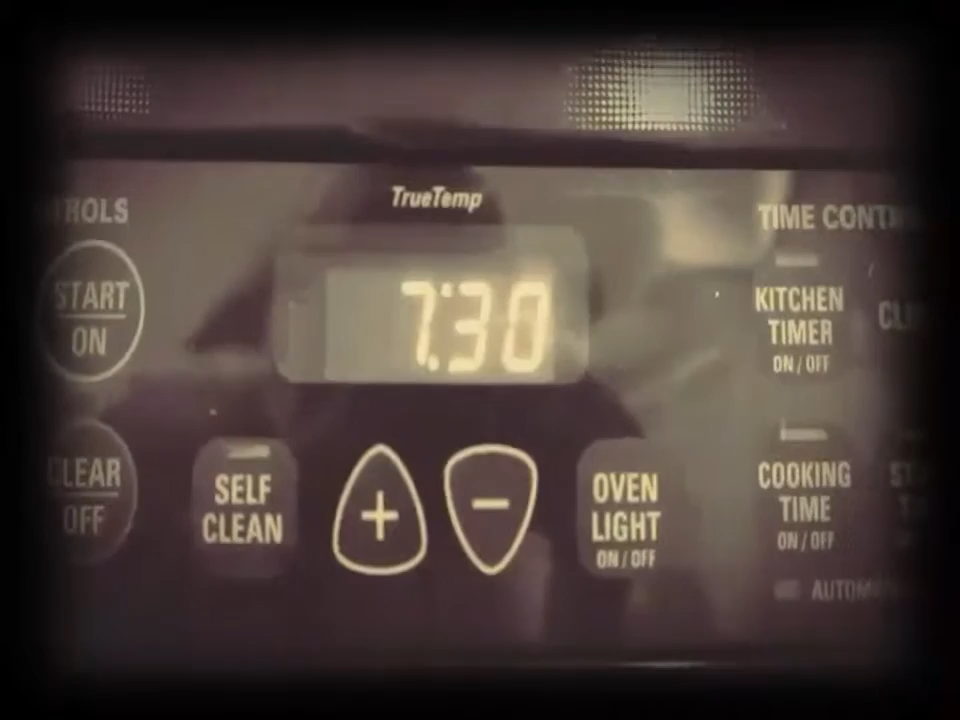 TrueTemp
TIME
START
ON
7:30
KITCHEN
TIMER
ON / OFF
CLEAR
OFF
SELF
CLEAN
+
-
OVEN
LIGHT
ON / OFF
COOKING
TIME
ON / OFF